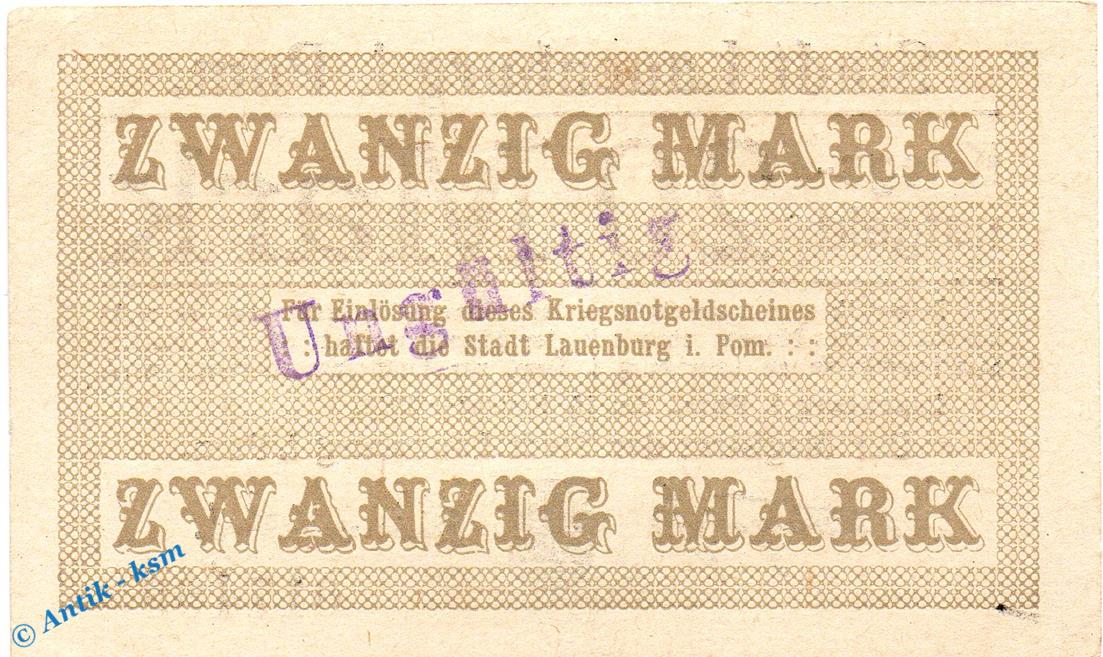 ZWANZIG MARK
Ungültig
Für Einlösung dieses Kriegsnotgeldscheines
: haftet die Stadt Lauenburg i. Pom. : :
ZWANZIG MARK
© Antik - ksm